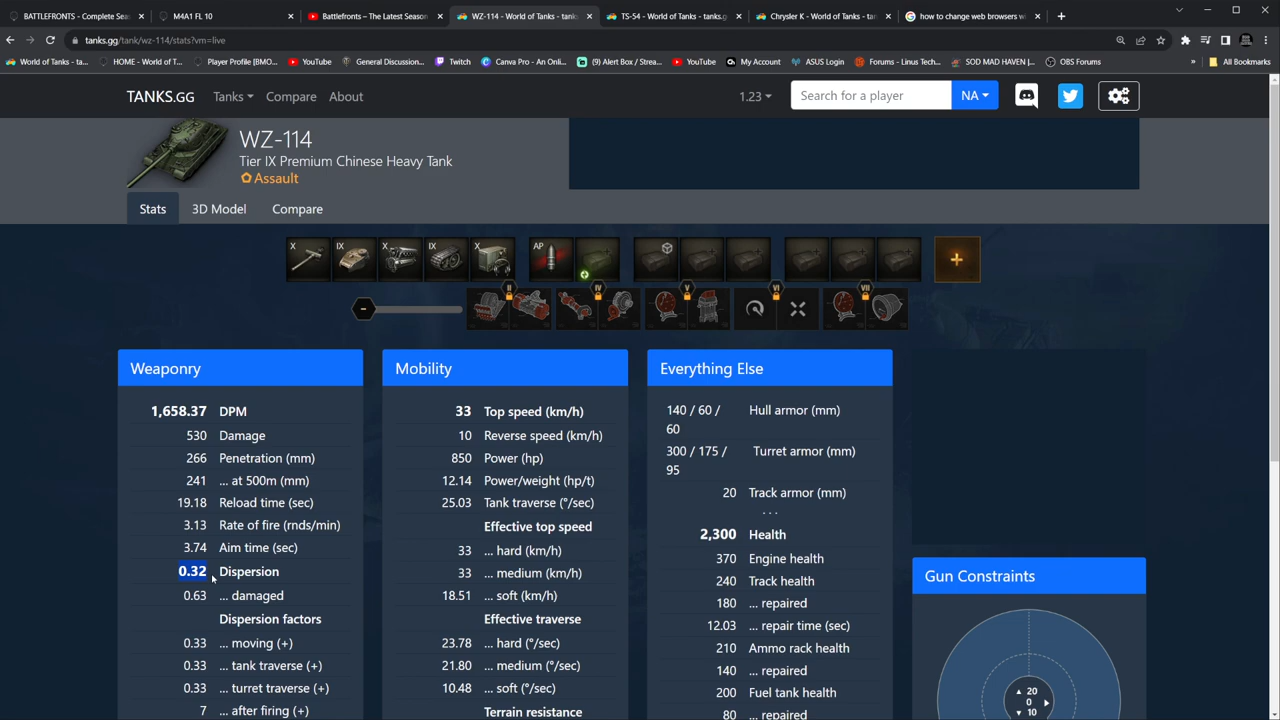 BATTLEFRONTS - Complete Seas
M4A1 FL 10
Battlefronts – The Latest Season
WZ-114 - World of Tanks - tanks
TS-54 - World of Tanks - tanks.g
Chrysler K - World of Tanks - tan
how to change web browsers w
tanks.gg/tank/wz-114/stats?vm=live
World of Tanks - ta...
HOME - World of T...
Player Profile (BMO...
YouTube
General Discussion...
Twitch
Canva Pro - An Onli...
(9) Alert Box / Strea...
YouTube
My Account
ASUS Login
Forums - Linus Tech...
SOD MAD HAVEN |...
OBS Forums
»
All Bookmarks
TANKS.GG
Tanks
Compare
About
1.23
Search for a player
NA
WZ-114
Tier IX Premium Chinese Heavy Tank
Assault
Stats
3D Model
Compare
X
IX
X
IX
X
AP
+
-
II
IV
V
VI
VII
Weaponry
1,658.37 DPM
530 Damage
266 Penetration (mm)
241 ... at 500m (mm)
19.18 Reload time (sec)
3.13 Rate of fire (rnds/min)
3.74 Aim time (sec)
0.32 Dispersion
0.63 ... damaged
Dispersion factors
0.33 ... moving (+)
0.33 ... tank traverse (+)
0.33 ... turret traverse (+)
7 ... after firing (+)
Mobility
33 Top speed (km/h)
10 Reverse speed (km/h)
850 Power (hp)
12.14 Power/weight (hp/t)
25.03 Tank traverse (°/sec)
Effective top speed
33 ... hard (km/h)
33 ... medium (km/h)
18.51 ... soft (km/h)
Effective traverse
23.78 ... hard (°/sec)
21.80 ... medium (°/sec)
10.48 ... soft (°/sec)
Terrain resistance
Everything Else
140 / 60 / Hull armor (mm)
60
300 / 175 / Turret armor (mm)
95
20 Track armor (mm)
...
2,300 Health
370 Engine health
240 Track health
180 ... repaired
12.03 ... repair time (sec)
210 Ammo rack health
140 ... repaired
200 Fuel tank health
80 ... repaired
Gun Constraints
20
0
10